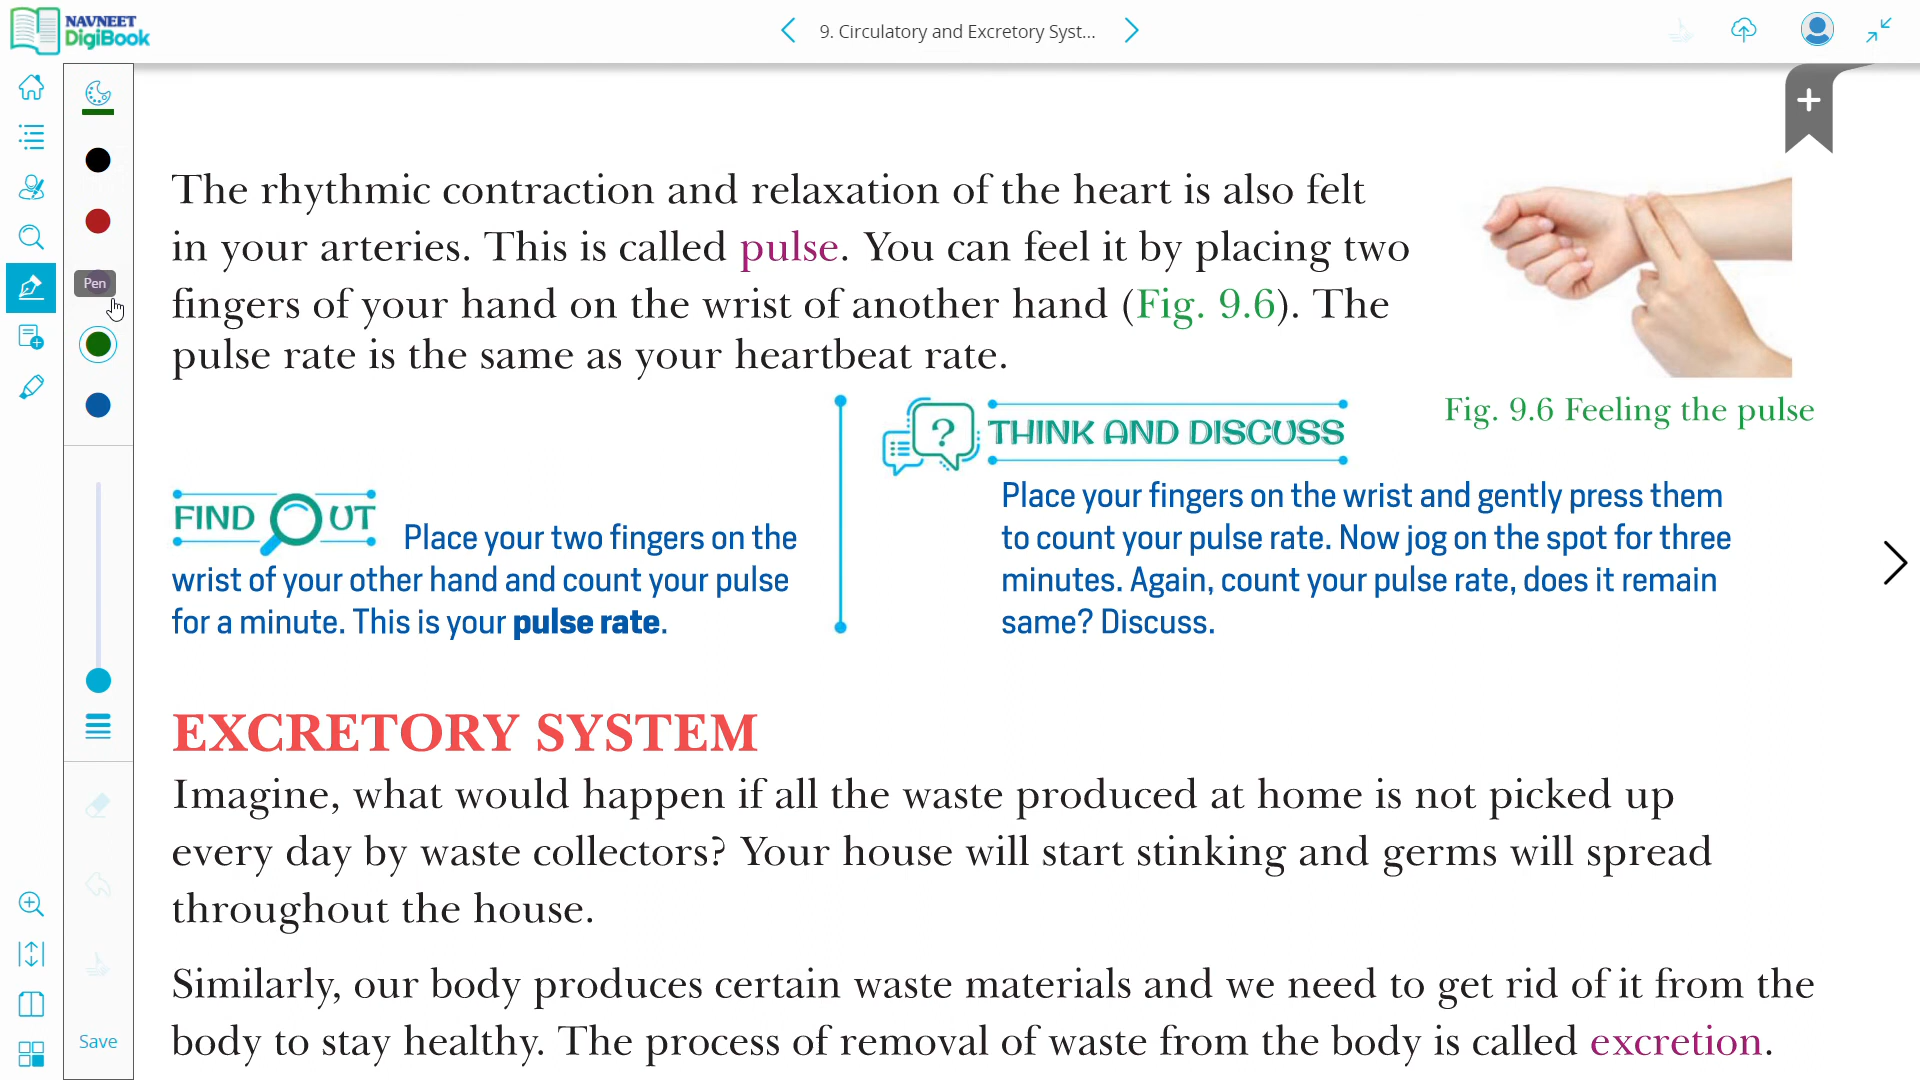 NAVNEET
DigiBook
9. Circulatory and Excretory Syst...
Pen
Save
The rhythmic contraction and relaxation of the heart is also felt
in your arteries. This is called pulse. You can feel it by placing two
fingers of your hand on the wrist of another hand (Fig. 9.6). The
pulse rate is the same as your heartbeat rate.
Fig. 9.6 Feeling the pulse
FIND OUT Place your two fingers on the
wrist of your other hand and count your pulse
for a minute. This is your pulse rate.
THINK AND DISCUSS
Place your fingers on the wrist and gently press them
to count your pulse rate. Now jog on the spot for three
minutes. Again, count your pulse rate, does it remain
same? Discuss.
EXCRETORY SYSTEM
Imagine, what would happen if all the waste produced at home is not picked up
every day by waste collectors? Your house will start stinking and germs will spread
throughout the house.
Similarly, our body produces certain waste materials and we need to get rid of it from the
body to stay healthy. The process of removal of waste from the body is called excretion.